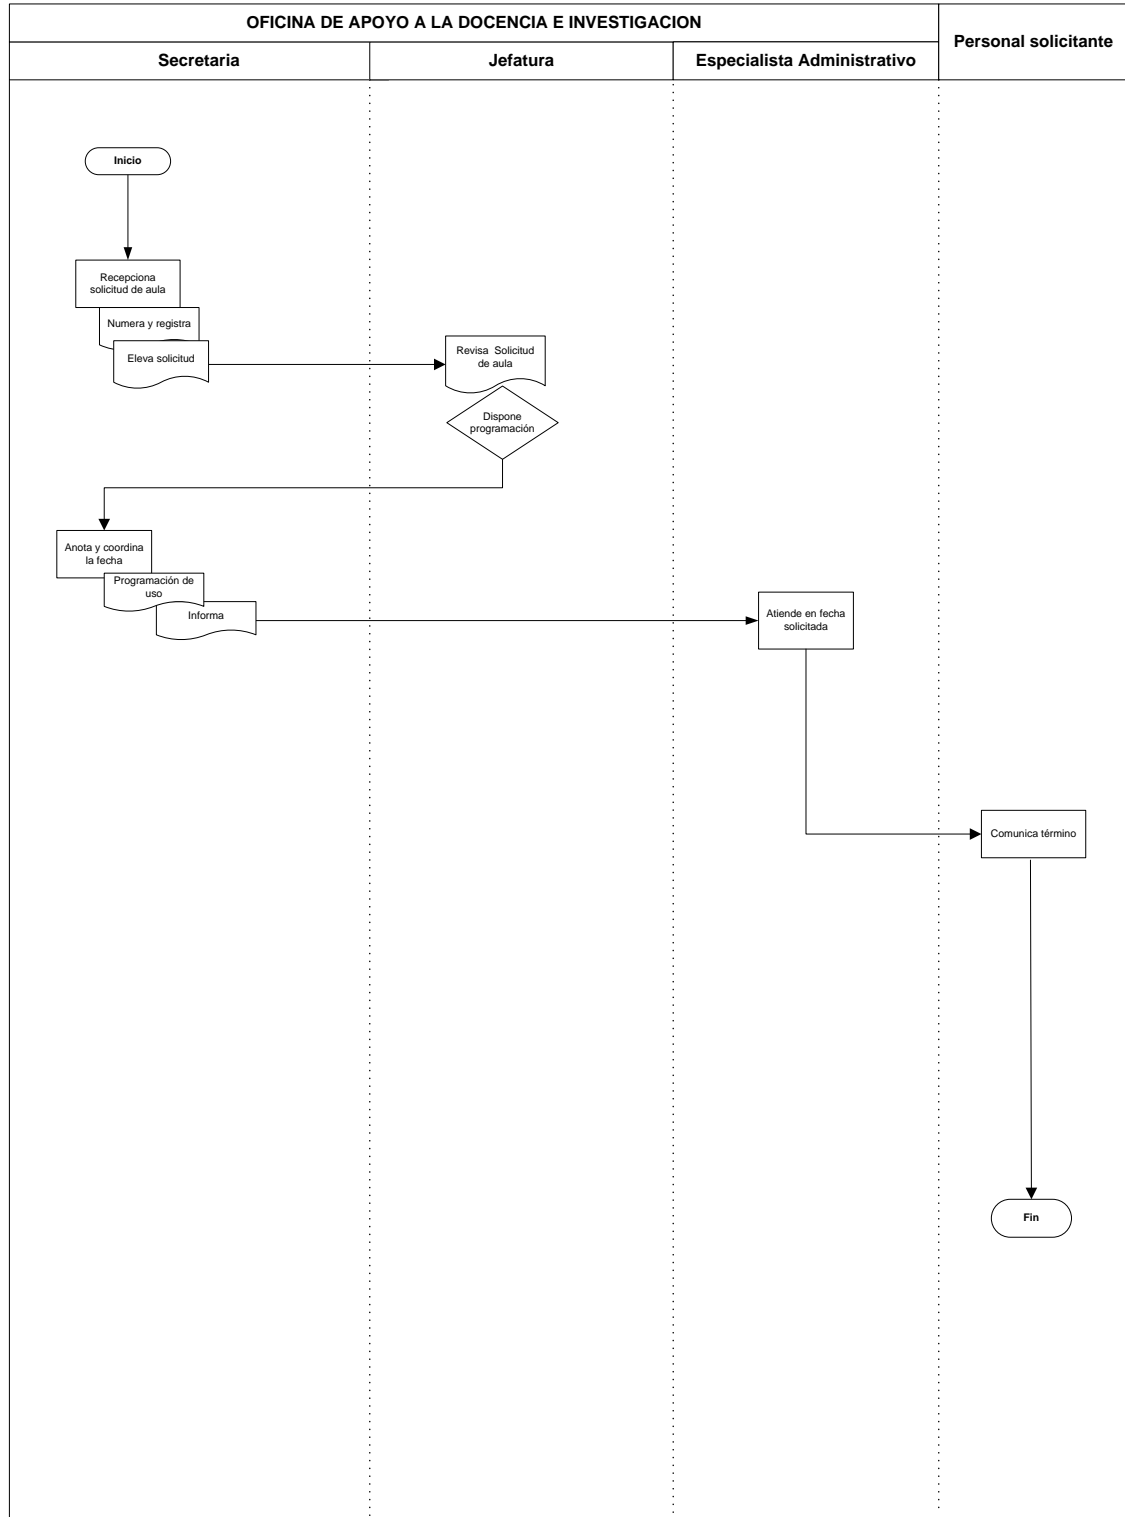 OFICINA DE APOYO A LA DOCENCIA E INVESTIGACION
Personal solicitante
Secretaria
Jefatura
Especialista Administrativo
Inicio
Recepciona
solicitud de aula
Numera y registra
Eleva solicitud
Revisa Solicitud
de aula
Dispone
programación
Anota y coordina
la fecha
Programación de
uso
Informa
Atiende en fecha
solicitada
Comunica término
Fin